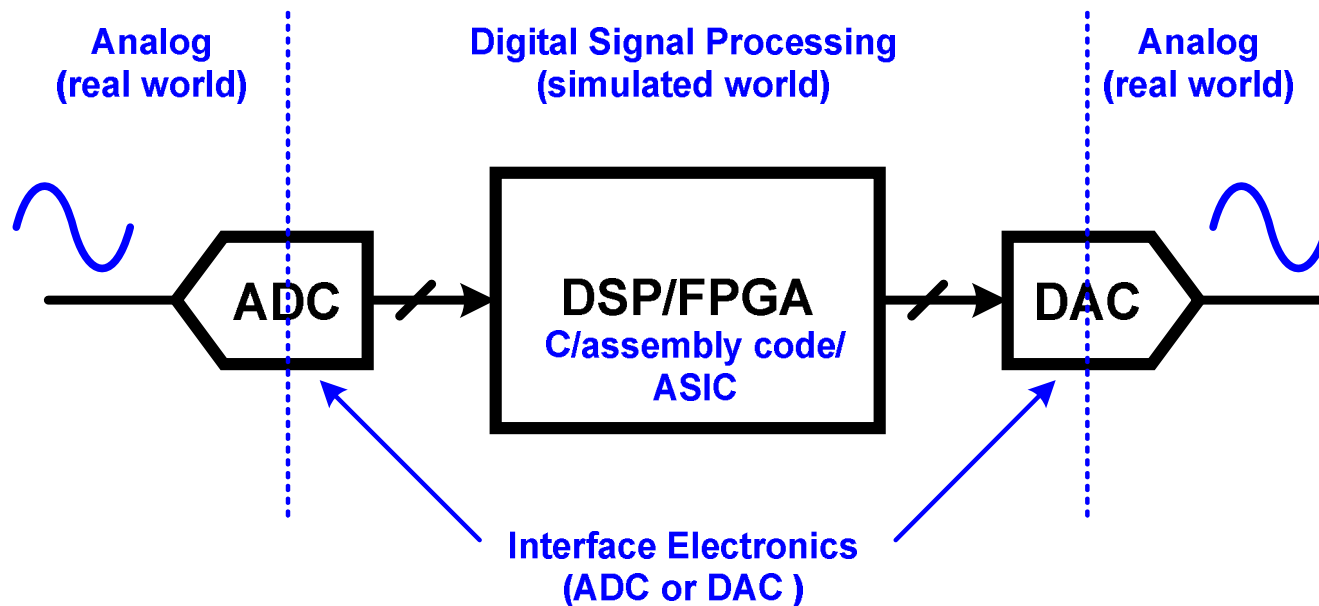 Analog
(real world)
Digital Signal Processing
(simulated world)
Analog
(real world)
ADC
DSP/FPGA
C/assembly code/
ASIC
DAC
Interface Electronics
(ADC or DAC )